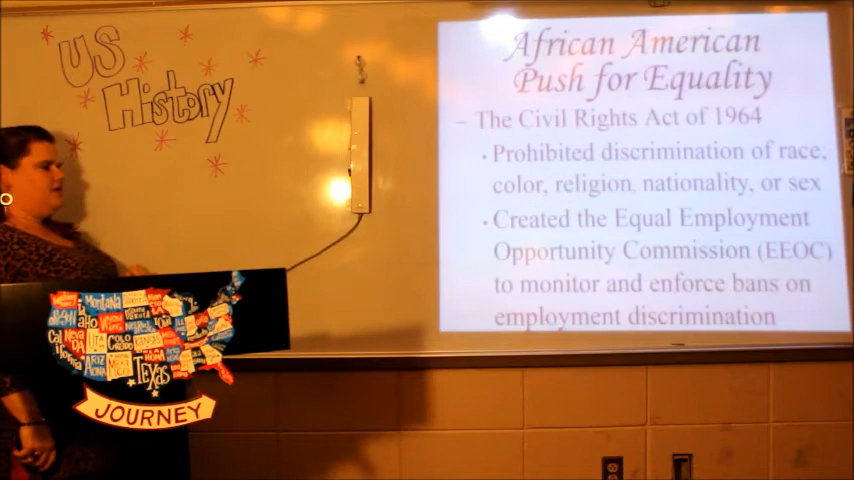 US
History
African American
Push for Equality
– The Civil Rights Act of 1964
· Prohibited discrimination of race,
color, religion, nationality, or sex
· Created the Equal Employment
Opportunity Commission (EEOC)
to monitor and enforce bans on
employment discrimination
Montana
Texas
JOURNEY